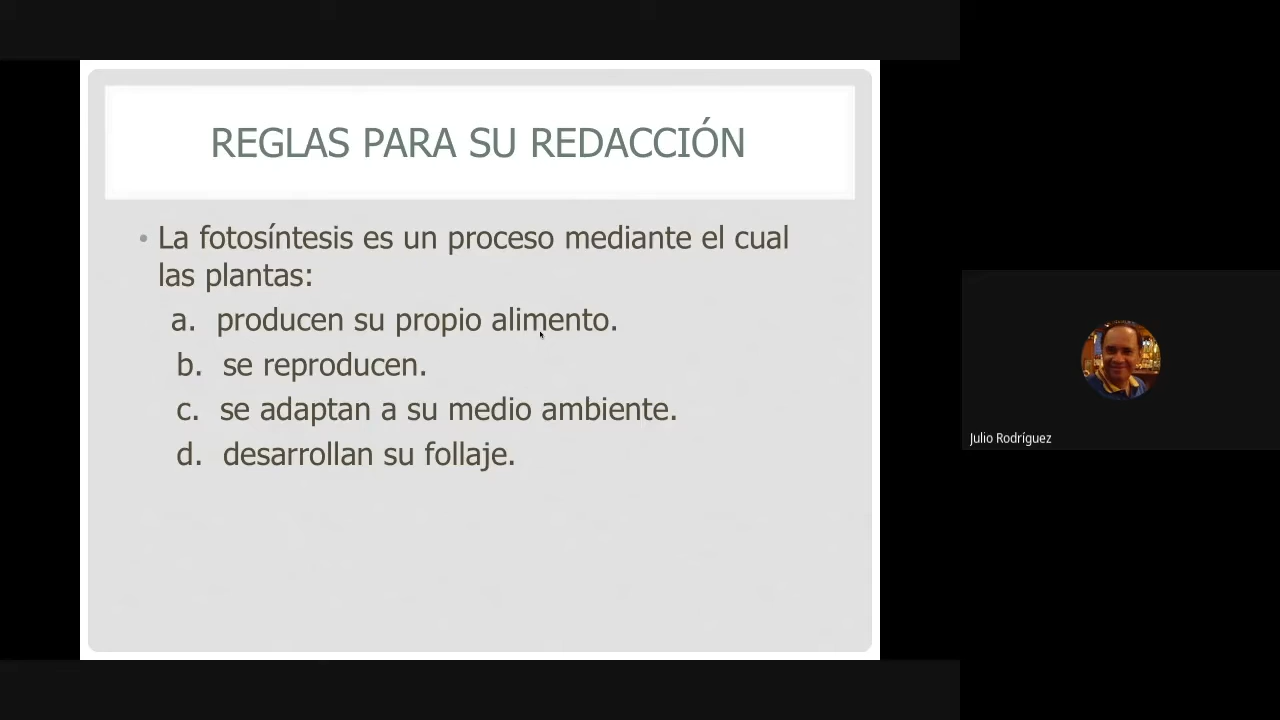 REGLAS PARA SU REDACCIÓN
• La fotosíntesis es un proceso mediante el cual
las plantas:
a. producen su propio alimento.
b. se reproducen.
c. se adaptan a su medio ambiente.
d. desarrollan su follaje.
Julio Rodríguez